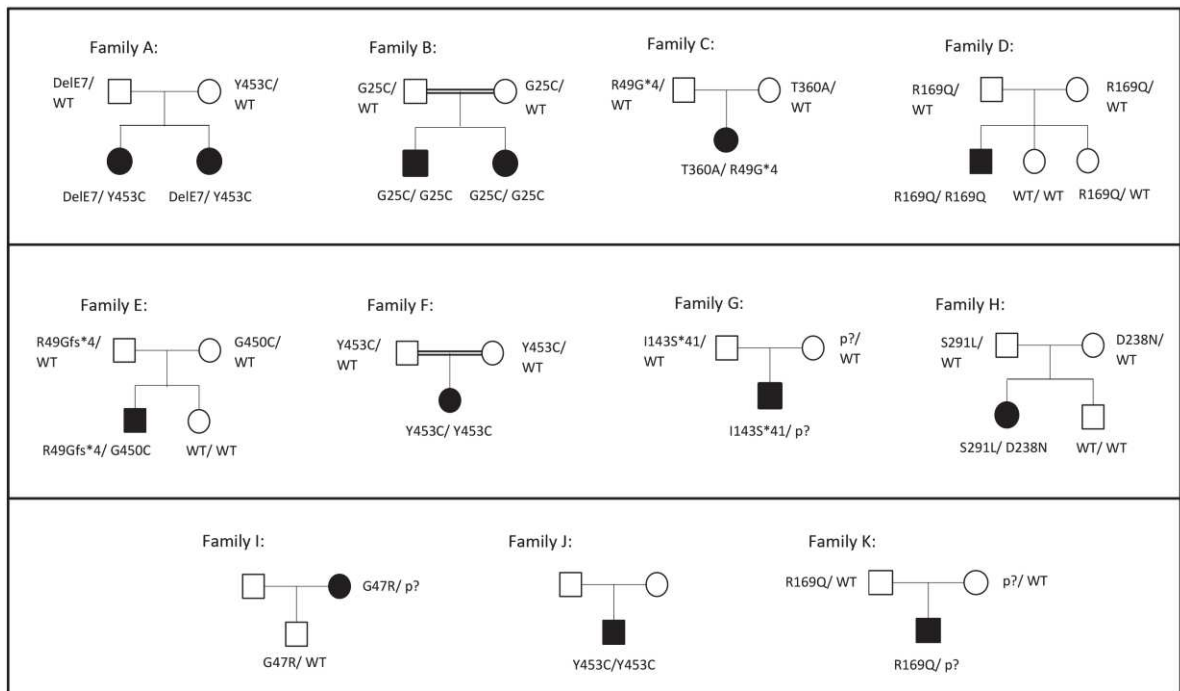 Family A:
Family B:
Family C:
Family D:
DelE7/
WT
Y453C/
WT
G25C/
WT
G25C/
WT
R49G*4/
WT
T360A/
WT
R169Q/
WT
R169Q/
WT
DelE7/ Y453C
DelE7/ Y453C
G25C/ G25C
G25C/ G25C
T360A/ R49G*4
R169Q/ R169Q
WT/ WT
R169Q/ WT
Family E:
Family F:
Family G:
Family H:
R49Gfs*4/
WT
G450C/
WT
Y453C/
WT
Y453C/
WT
I143S*41/
WT
p?/
WT
S291L/
WT
D238N/
WT
R49Gfs*4/ G450C
WT/ WT
Y453C/ Y453C
I143S*41/ p?
S291L/ D238N
WT/ WT
Family I:
Family J:
Family K:
G47R/ p?
R169Q/ WT
p?/ WT
G47R/ WT
Y453C/Y453C
R169Q/ p?